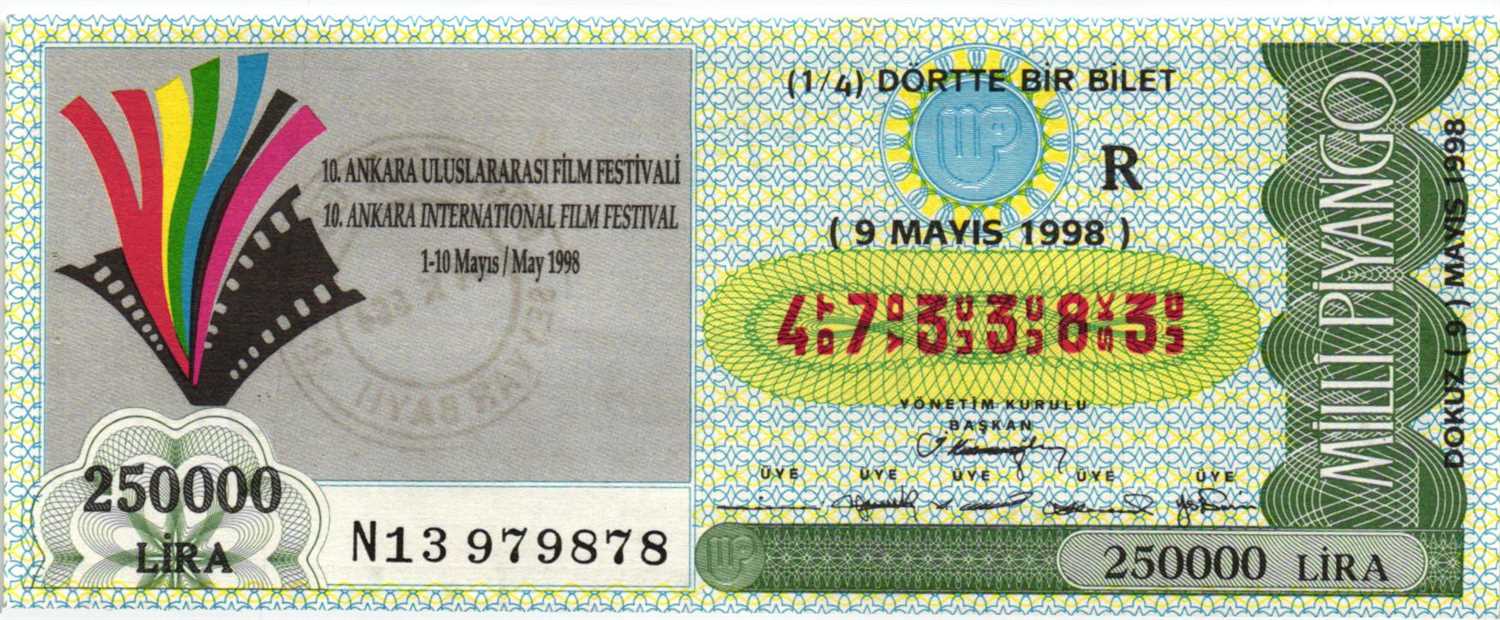 10. ANKARA ULUSLARARASI FİLM FESTİVALİ
10. ANKARA INTERNATIONAL FILM FESTIVAL
1-10 Mayıs / May 1998
250000
LİRA
N13 979878
(1/4) DÖRTTE BİR BİLET
R
( 9 MAYIS 1998 )
4 7 3 3 8 3
YÖNETİM KURULU
BAŞKAN
ÜYE ÜYE ÜYE ÜYE ÜYE
250000 LİRA
MİLLİ PİYANGO
DOKUZ ( 9 ) MAYIS 1998